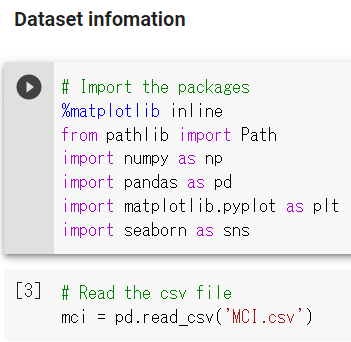 Dataset infomation
# Import the packages
%matplotlib inline
from pathlib import Path
import numpy as np
import pandas as pd
import matplotlib.pyplot as plt
import seaborn as sns
[3] # Read the csv file
mci = pd.read_csv('MCI.csv')